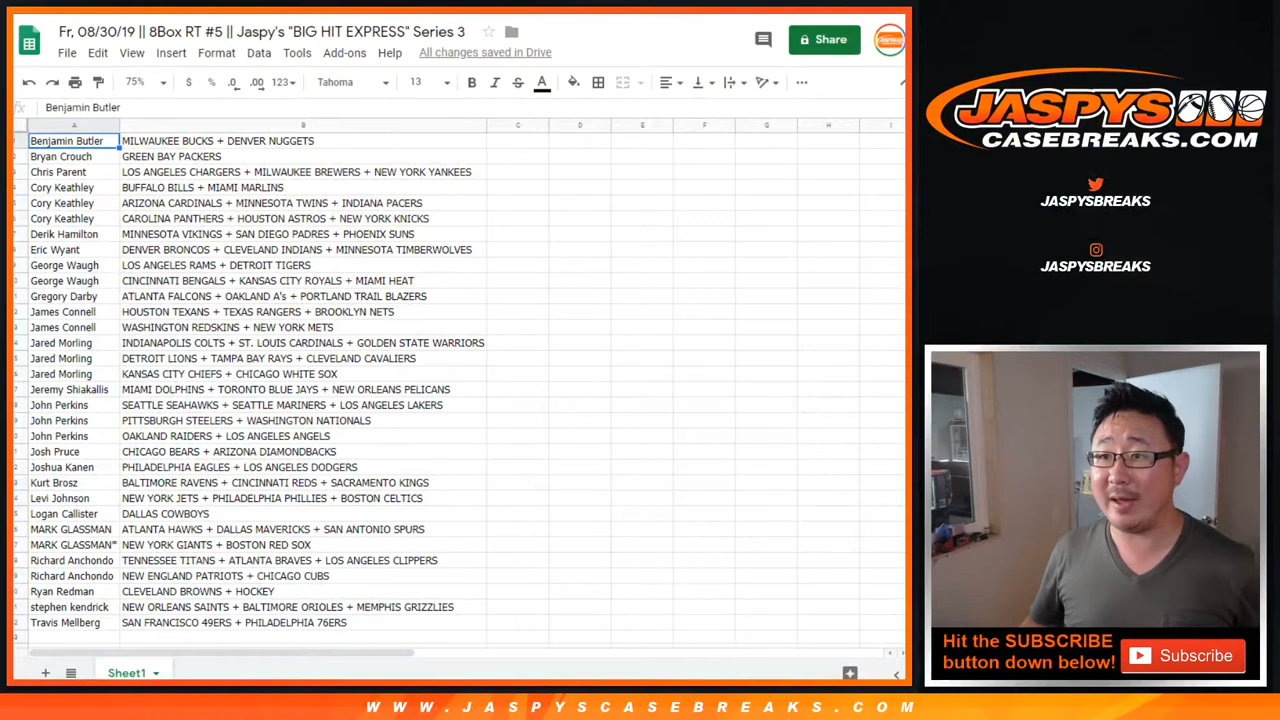 Fr, 08/30/19 || 8Box RT #5 || Jaspy's "BIG HIT EXPRESS" Series 3
File Edit View Insert Format Data Tools Add-ons Help All changes saved in Drive
Share
75% $ % .0 .00 123 Tahoma 13 B I S A
fx Benjamin Butler
A B C D E F G H I
Benjamin Butler MILWAUKEE BUCKS + DENVER NUGGETS
Bryan Crouch GREEN BAY PACKERS
Chris Parent LOS ANGELES CHARGERS + MILWAUKEE BREWERS + NEW YORK YANKEES
Cory Keathley BUFFALO BILLS + MIAMI MARLINS
Cory Keathley ARIZONA CARDINALS + MINNESOTA TWINS + INDIANA PACERS
Cory Keathley CAROLINA PANTHERS + HOUSTON ASTROS + NEW YORK KNICKS
Derik Hamilton MINNESOTA VIKINGS + SAN DIEGO PADRES + PHOENIX SUNS
Eric Wyant DENVER BRONCOS + CLEVELAND INDIANS + MINNESOTA TIMBERWOLVES
George Waugh LOS ANGELES RAMS + DETROIT TIGERS
George Waugh CINCINNATI BENGALS + KANSAS CITY ROYALS + MIAMI HEAT
Gregory Darby ATLANTA FALCONS + OAKLAND A's + PORTLAND TRAIL BLAZERS
James Connell HOUSTON TEXANS + TEXAS RANGERS + BROOKLYN NETS
James Connell WASHINGTON REDSKINS + NEW YORK METS
Jared Morling INDIANAPOLIS COLTS + ST. LOUIS CARDINALS + GOLDEN STATE WARRIORS
Jared Morling DETROIT LIONS + TAMPA BAY RAYS + CLEVELAND CAVALIERS
Jared Morling KANSAS CITY CHIEFS + CHICAGO WHITE SOX
Jeremy Shiakallis MIAMI DOLPHINS + TORONTO BLUE JAYS + NEW ORLEANS PELICANS
John Perkins SEATTLE SEAHAWKS + SEATTLE MARINERS + LOS ANGELES LAKERS
John Perkins PITTSBURGH STEELERS + WASHINGTON NATIONALS
John Perkins OAKLAND RAIDERS + LOS ANGELES ANGELS
Josh Pruce CHICAGO BEARS + ARIZONA DIAMONDBACKS
Joshua Kanen PHILADELPHIA EAGLES + LOS ANGELES DODGERS
Kurt Brosz BALTIMORE RAVENS + CINCINNATI REDS + SACRAMENTO KINGS
Levi Johnson NEW YORK JETS + PHILADELPHIA PHILLIES + BOSTON CELTICS
Logan Callister DALLAS COWBOYS
MARK GLASSMAN ATLANTA HAWKS + DALLAS MAVERICKS + SAN ANTONIO SPURS
MARK GLASSMAN* NEW YORK GIANTS + BOSTON RED SOX
Richard Anchondo TENNESSEE TITANS + ATLANTA BRAVES + LOS ANGELES CLIPPERS
Richard Anchondo NEW ENGLAND PATRIOTS + CHICAGO CUBS
Ryan Redman CLEVELAND BROWNS + HOCKEY
stephen kendrick NEW ORLEANS SAINTS + BALTIMORE ORIOLES + MEMPHIS GRIZZLIES
Travis Mellberg SAN FRANCISCO 49ERS + PHILADELPHIA 76ERS
Sheet1
JASPYS
CASEBREAKS.COM
JASPYSBREAKS
JASPYSBREAKS
Hit the SUBSCRIBE
button down below!
Subscribe
WWW.JASPYSCASEBREAKS.COM